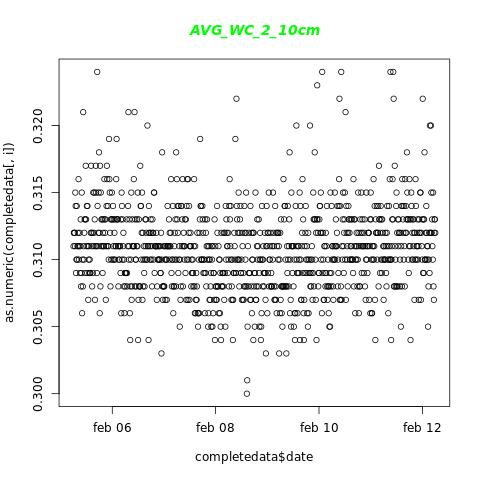 AVG_WC_2_10cm
as.numeric(completedata[, i])
0.320
0.315
0.310
0.305
0.300
feb 06 feb 08 feb 10 feb 12
completedata$date